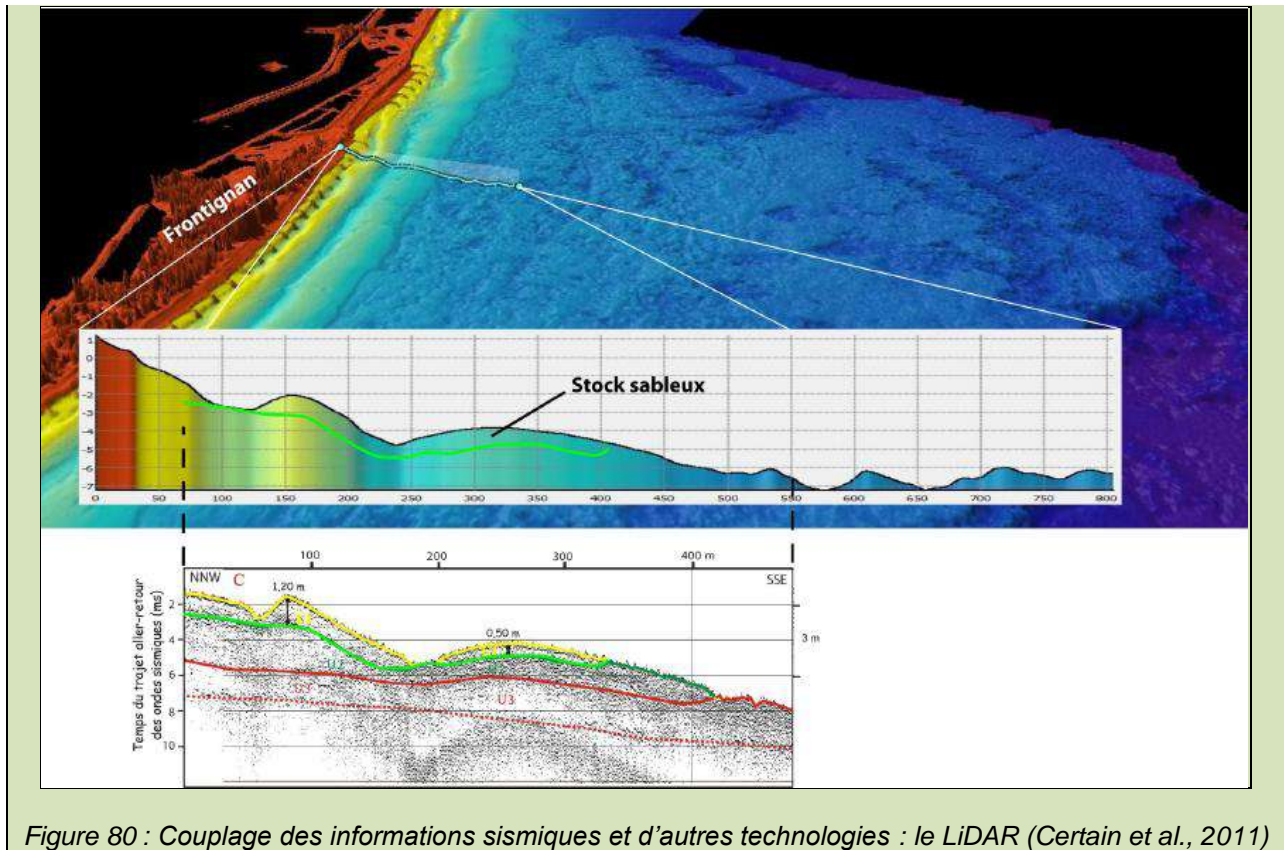 Frontignan
Stock sableux
1
0
-1
-2
-3
-4
-5
-6
-7
0 50 100 150 200 250 300 350 400 450 500 550 600 650 700 750 800
100 200 300 400 m
NNW C SSE
1,20 m
0,50 m
3 m
Temps du trajet aller-retour
des ondes sismiques (ms)
2
4
6
8
10
U2
U3
U3
Figure 80 : Couplage des informations sismiques et d'autres technologies : le LiDAR (Certain et al., 2011)